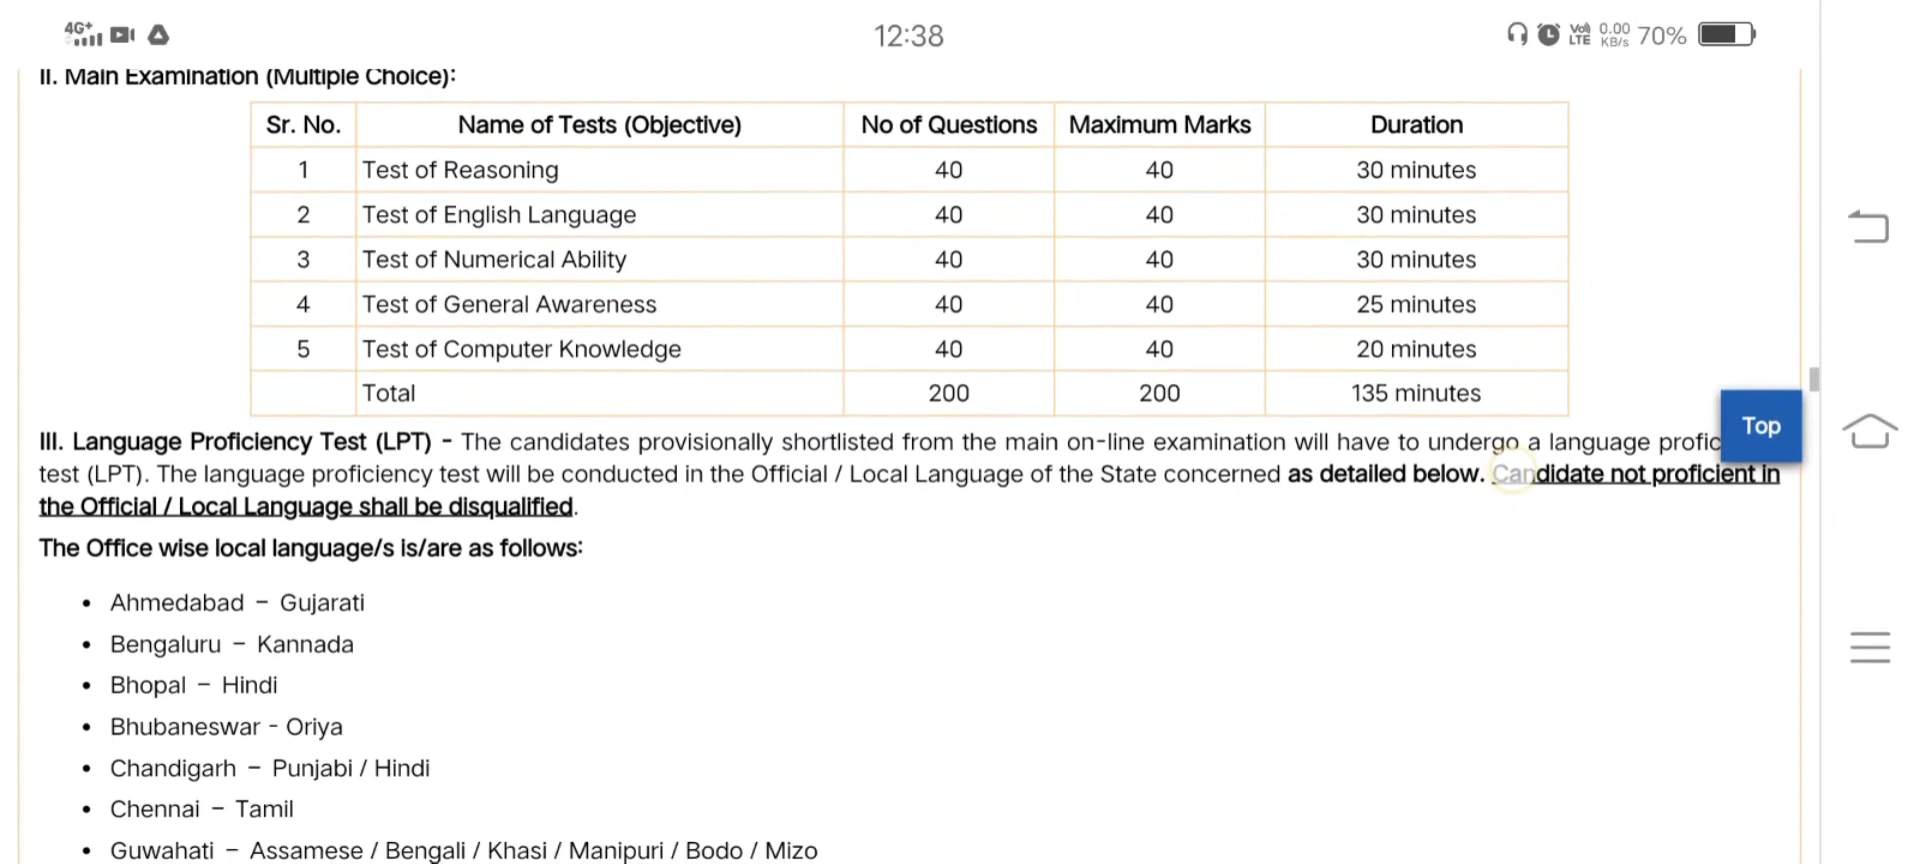 4G+ 12:38 Vo) LTE 0.00 KB/s 70%
II. Main Examination (Multiple Choice):
Sr. No. Name of Tests (Objective) No of Questions Maximum Marks Duration
1 Test of Reasoning 40 40 30 minutes
2 Test of English Language 40 40 30 minutes
3 Test of Numerical Ability 40 40 30 minutes
4 Test of General Awareness 40 40 25 minutes
5 Test of Computer Knowledge 40 40 20 minutes
Total 200 200 135 minutes
Top
III. Language Proficiency Test (LPT) - The candidates provisionally shortlisted from the main on-line examination will have to undergo a language profic
test (LPT). The language proficiency test will be conducted in the Official / Local Language of the State concerned as detailed below. Candidate not proficient in
the Official / Local Language shall be disqualified.
The Office wise local language/s is/are as follows:
• Ahmedabad – Gujarati
• Bengaluru – Kannada
• Bhopal – Hindi
• Bhubaneswar - Oriya
• Chandigarh – Punjabi / Hindi
• Chennai – Tamil
• Guwahati – Assamese / Bengali / Khasi / Manipuri / Bodo / Mizo